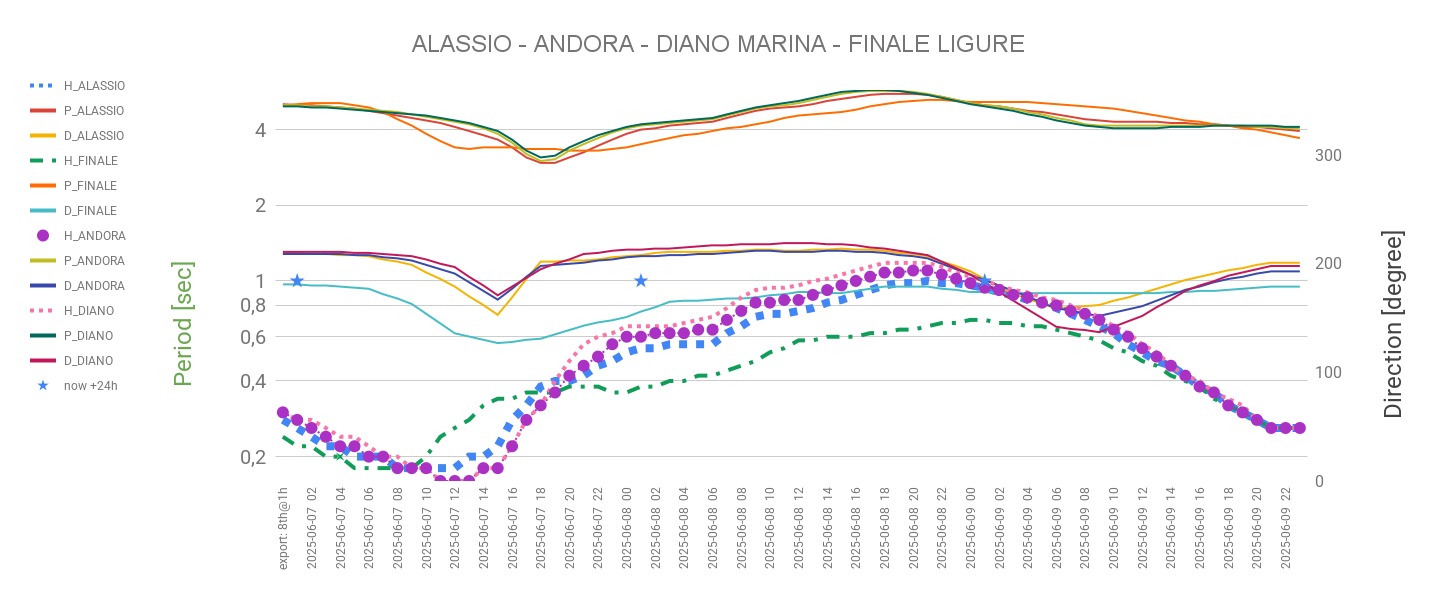 ALASSIO - ANDORA - DIANO MARINA - FINALE LIGURE
H_ALASSIO
P_ALASSIO
D_ALASSIO
H_FINALE
P_FINALE
D_FINALE
H_ANDORA
P_ANDORA
D_ANDORA
H_DIANO
P_DIANO
D_DIANO
now +24h
Period [sec]
4
2
1
0,8
0,6
0,4
0,2
300
200
100
0
Direction [degree]
export: 8th@1h
2025-06-07 02
2025-06-07 04
2025-06-07 06
2025-06-07 08
2025-06-07 10
2025-06-07 12
2025-06-07 14
2025-06-07 16
2025-06-07 18
2025-06-07 20
2025-06-07 22
2025-06-08 00
2025-06-08 02
2025-06-08 04
2025-06-08 06
2025-06-08 08
2025-06-08 10
2025-06-08 12
2025-06-08 14
2025-06-08 16
2025-06-08 18
2025-06-08 20
2025-06-08 22
2025-06-09 00
2025-06-09 02
2025-06-09 04
2025-06-09 06
2025-06-09 08
2025-06-09 10
2025-06-09 12
2025-06-09 14
2025-06-09 16
2025-06-09 18
2025-06-09 20
2025-06-09 22